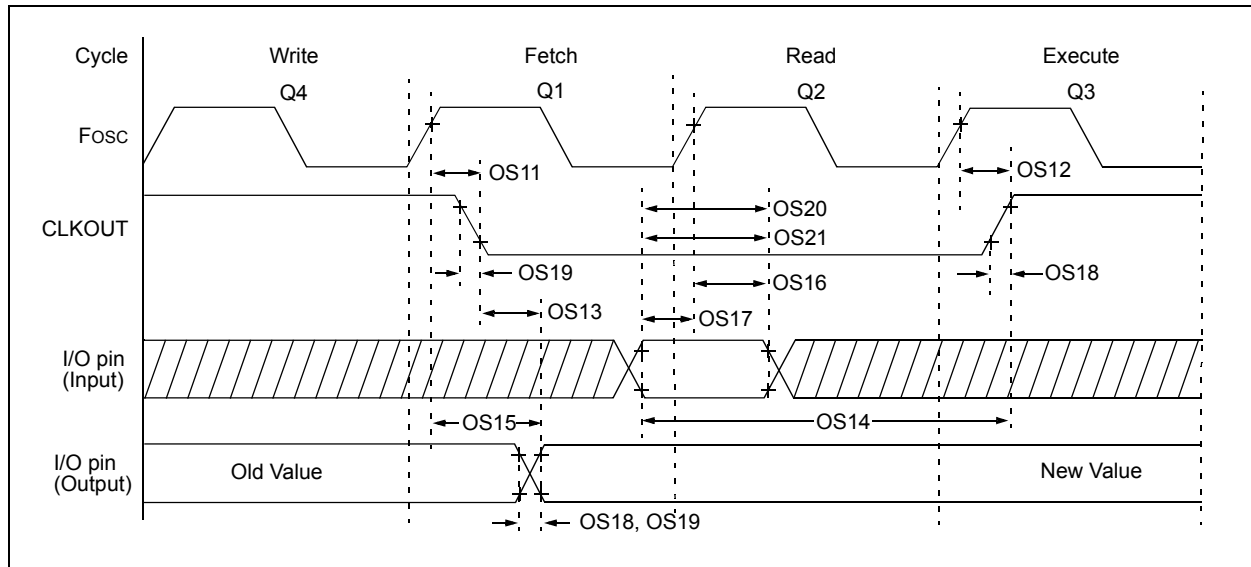 Cycle Write Fetch Read Execute
Q4 Q1 Q2 Q3
FOSC
OS11 OS12
OS20
CLKOUT
OS21
OS19 OS16 OS18
OS13 OS17
I/O pin
(Input)
OS15 OS14
I/O pin
(Output)
Old Value New Value
OS18, OS19